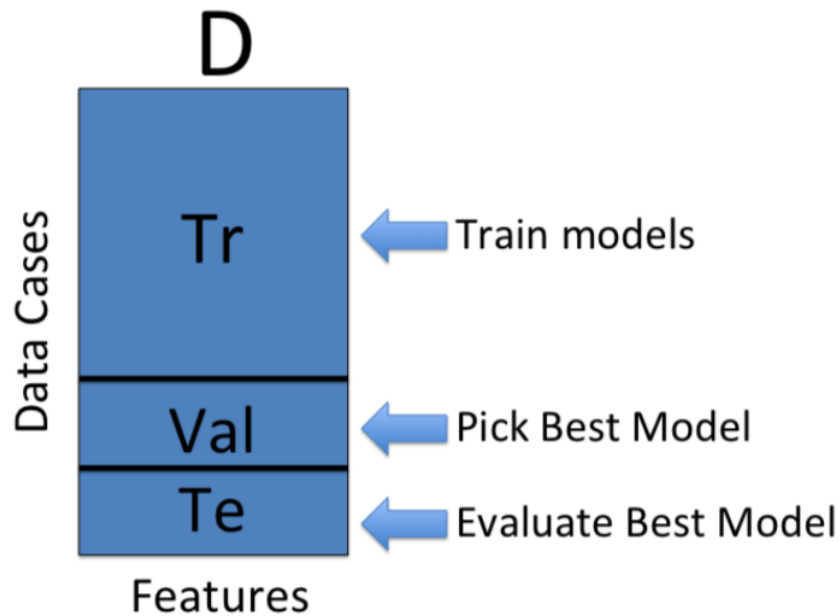 D
Data Cases
Tr
Train models
Val
Pick Best Model
Te
Evaluate Best Model
Features